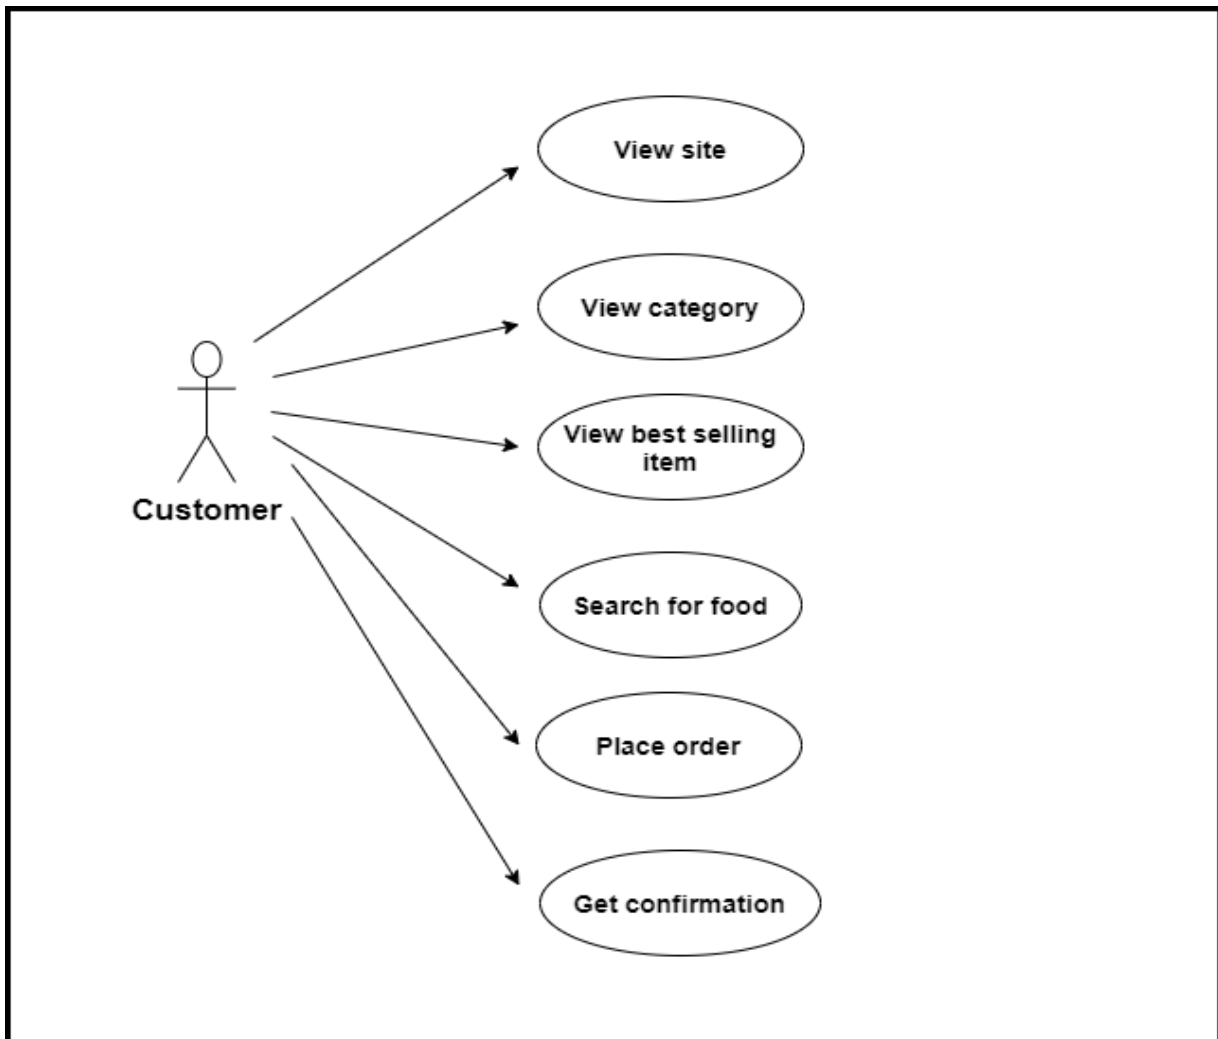 View site
View category
View best selling
item
Customer
Search for food
Place order
Get confirmation